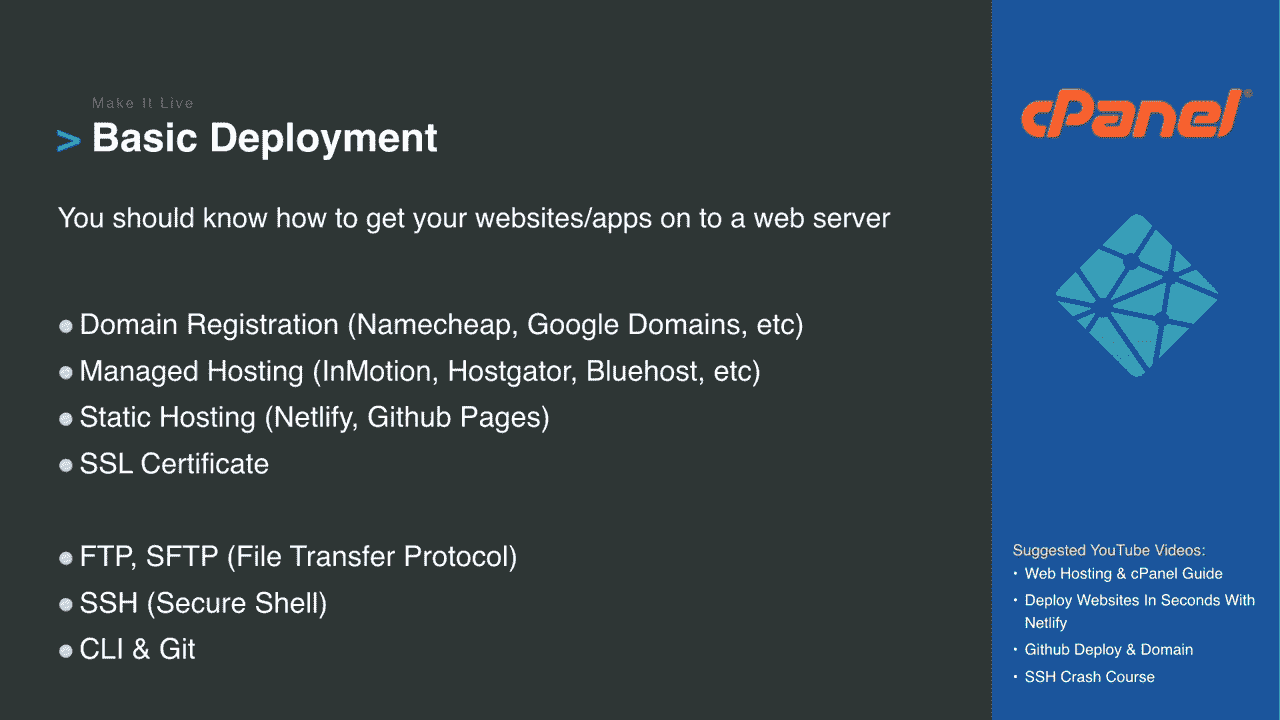 Make It Live
> Basic Deployment
You should know how to get your websites/apps on to a web server
● Domain Registration (Namecheap, Google Domains, etc)
● Managed Hosting (InMotion, Hostgator, Bluehost, etc)
● Static Hosting (Netlify, Github Pages)
● SSL Certificate
● FTP, SFTP (File Transfer Protocol)
● SSH (Secure Shell)
● CLI & Git
cPanel®
Suggested YouTube Videos:
• Web Hosting & cPanel Guide
• Deploy Websites In Seconds With
Netlify
• Github Deploy & Domain
• SSH Crash Course